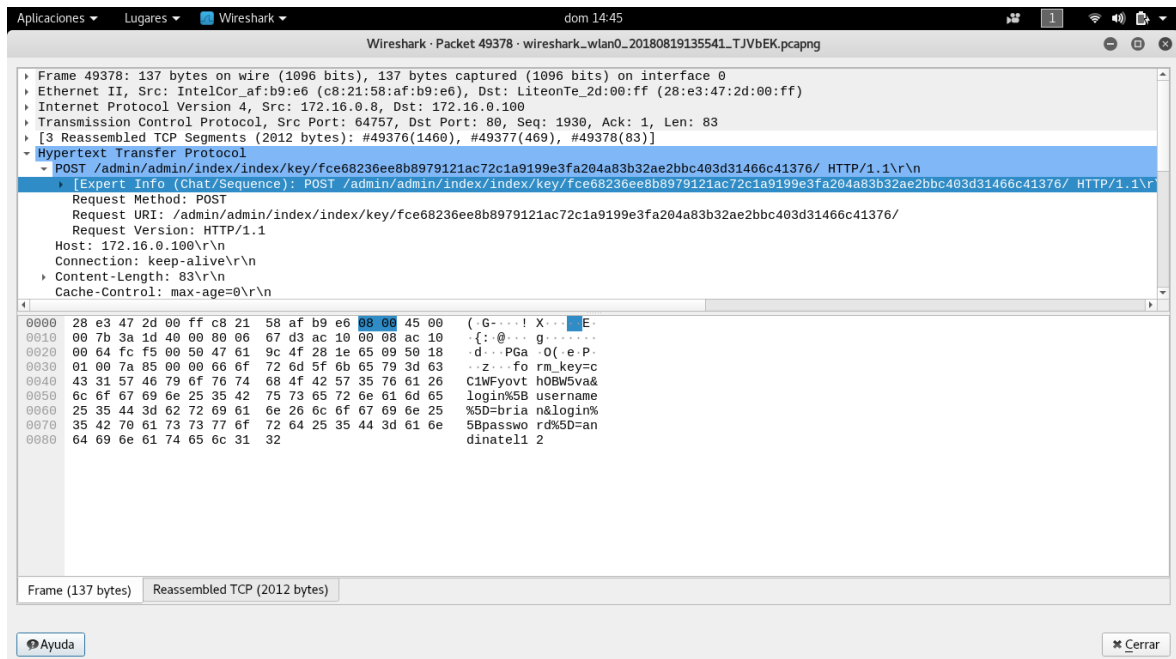 Aplicaciones Lugares Wireshark dom 14:45 1
Wireshark · Packet 49378 · wireshark_wlan0_20180819135541_TJVbEK.pcapng
Frame 49378: 137 bytes on wire (1096 bits), 137 bytes captured (1096 bits) on interface 0
Ethernet II, Src: IntelCor_af:b9:e6 (c8:21:58:af:b9:e6), Dst: LiteonTe_2d:00:ff (28:e3:47:2d:00:ff)
Internet Protocol Version 4, Src: 172.16.0.8, Dst: 172.16.0.100
Transmission Control Protocol, Src Port: 64757, Dst Port: 80, Seq: 1930, Ack: 1, Len: 83
[3 Reassembled TCP Segments (2012 bytes): #49376(1460), #49377(469), #49378(83)]
Hypertext Transfer Protocol
POST /admin/admin/index/index/key/fce68236ee8b8979121ac72c1a9199e3fa204a83b32ae2bbc403d31466c41376/ HTTP/1.1\r\n
[Expert Info (Chat/Sequence): POST /admin/admin/index/index/key/fce68236ee8b8979121ac72c1a9199e3fa204a83b32ae2bbc403d31466c41376/ HTTP/1.1\r
Request Method: POST
Request URI: /admin/admin/index/index/key/fce68236ee8b8979121ac72c1a9199e3fa204a83b32ae2bbc403d31466c41376/
Request Version: HTTP/1.1
Host: 172.16.0.100\r\n
Connection: keep-alive\r\n
Content-Length: 83\r\n
Cache-Control: max-age=0\r\n
0000 28 e3 47 2d 00 ff c8 21 58 af b9 e6 08 00 45 00 (·G-···! X·····E·
0010 00 7b 3a 1d 40 00 80 06 67 d3 ac 10 00 08 ac 10 ·{:·@··· g·······
0020 00 64 fc f5 00 50 47 61 9c 4f 28 1e 65 09 50 18 ·d···PGa ·O(·e·P·
0030 01 00 7a 85 00 00 66 6f 72 6d 5f 6b 65 79 3d 63 ··z···fo rm_key=c
0040 43 31 57 46 79 6f 76 74 68 4f 42 57 35 76 61 26 C1WFyovt hOBW5va&
0050 6c 6f 67 69 6e 25 35 42 75 73 65 72 6e 61 6d 65 login%5B username
0060 25 35 44 3d 62 72 69 61 6e 26 6c 6f 67 69 6e 25 %5D=bria n&login%
0070 35 42 70 61 73 73 77 6f 72 64 25 35 44 3d 61 6e 5Bpasswo rd%5D=an
0080 64 69 6e 61 74 65 6c 31 32 dinatel1 2
Frame (137 bytes) Reassembled TCP (2012 bytes)
Ayuda Cerrar